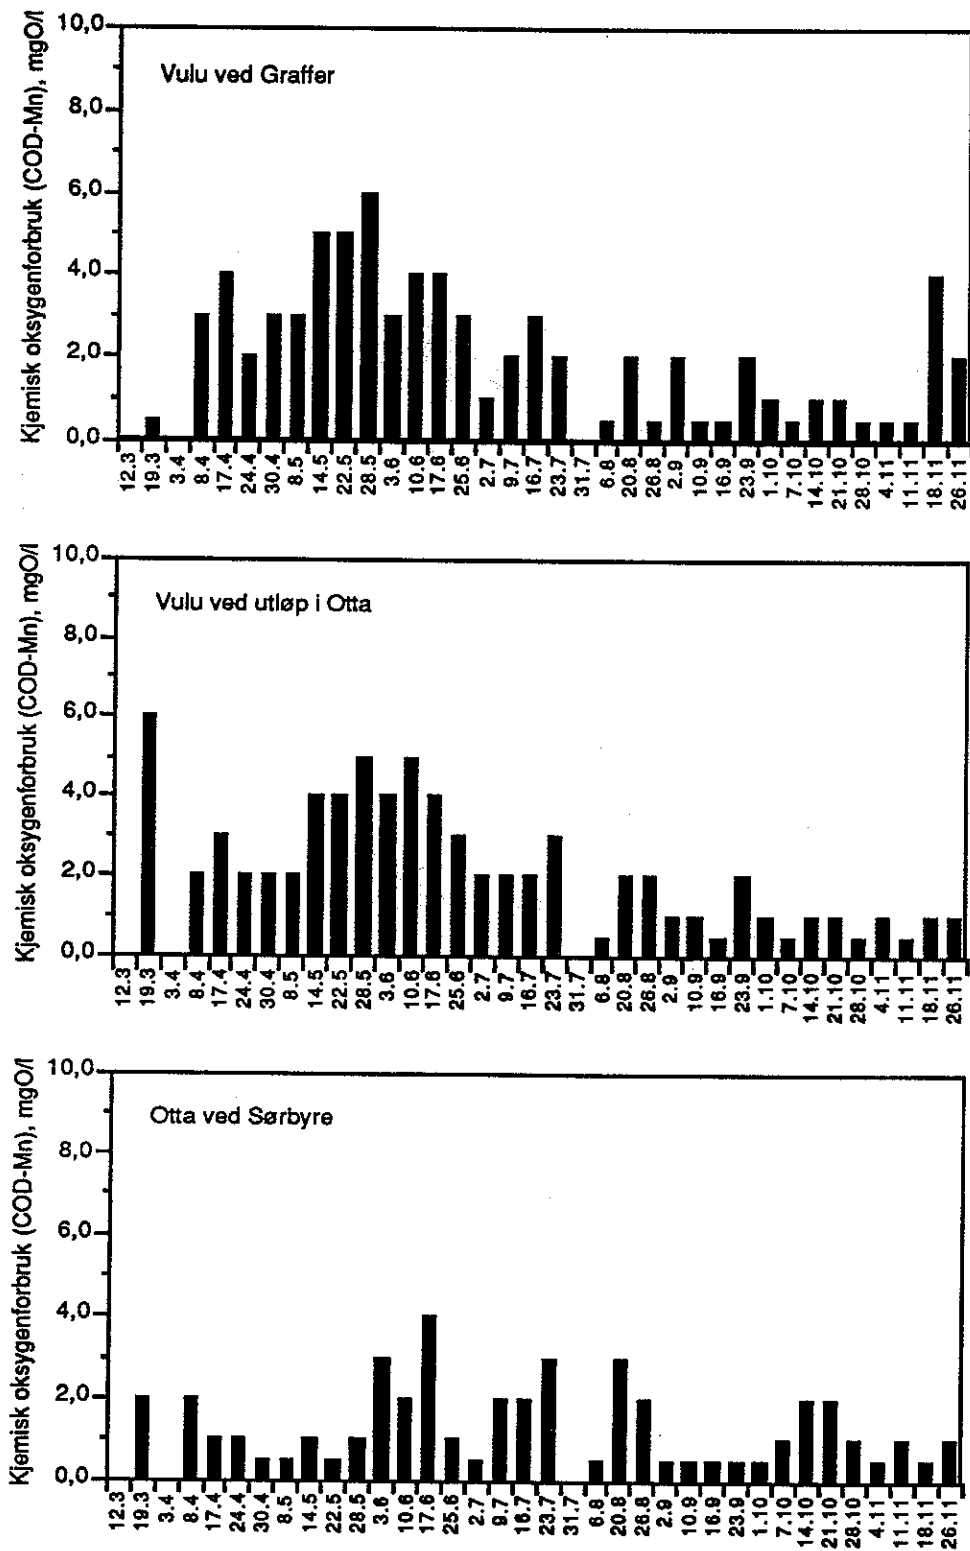 Kjemisk oksygenforbruk (COD-Mn), mgO/l
10,0
8,0
6,0
4,0
2,0
0,0
Vulu ved Graffer
12.3 19.3 3.4 8.4 17.4 24.4 30.4 8.5 14.5 22.5 28.5 3.6 10.6 17.6 25.6 2.7 9.7 16.7 23.7 31.7 6.8 20.8 26.8 2.9 10.9 16.9 23.9 1.10 7.10 14.10 21.10 28.10 4.11 11.11 18.11 26.11
Kjemisk oksygenforbruk (COD-Mn), mgO/l
10,0
8,0
6,0
4,0
2,0
0,0
Vulu ved utløp i Otta
12.3 19.3 3.4 8.4 17.4 24.4 30.4 8.5 14.5 22.5 28.5 3.6 10.6 17.6 25.6 2.7 9.7 16.7 23.7 31.7 6.8 20.8 26.8 2.9 10.9 16.9 23.9 1.10 7.10 14.10 21.10 28.10 4.11 11.11 18.11 26.11
Kjemisk oksygenforbruk (COD-Mn), mgO/l
10,0
8,0
6,0
4,0
2,0
0,0
Otta ved Sørbyre
12.3 19.3 3.4 8.4 17.4 24.4 30.4 8.5 14.5 22.5 28.5 3.6 10.6 17.6 25.6 2.7 9.7 16.7 23.7 31.7 6.8 20.8 26.8 2.9 10.9 16.9 23.9 1.10 7.10 14.10 21.10 28.10 4.11 11.11 18.11 26.11